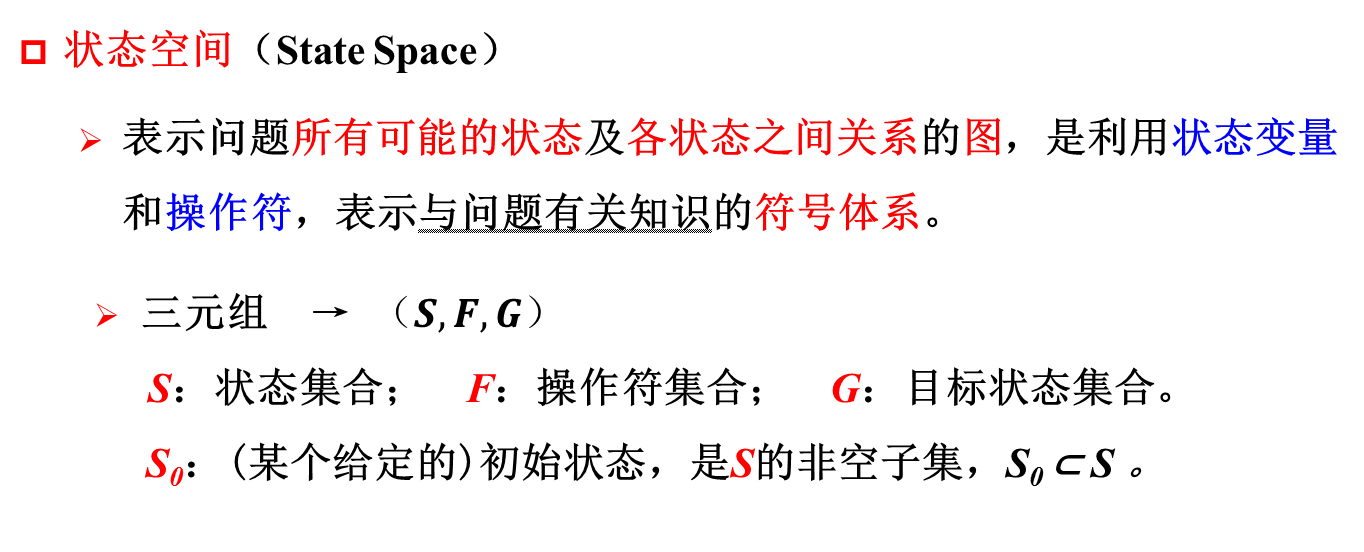 状态空间（State Space）
表示问题所有可能的状态及各状态之间关系的图，是利用状态变量
和操作符，表示与问题有关知识的符号体系。
三元组 → （S, F, G）
S：状态集合； F：操作符集合； G：目标状态集合。
S₀：(某个给定的)初始状态，是S的非空子集，S₀ ⊂ S 。